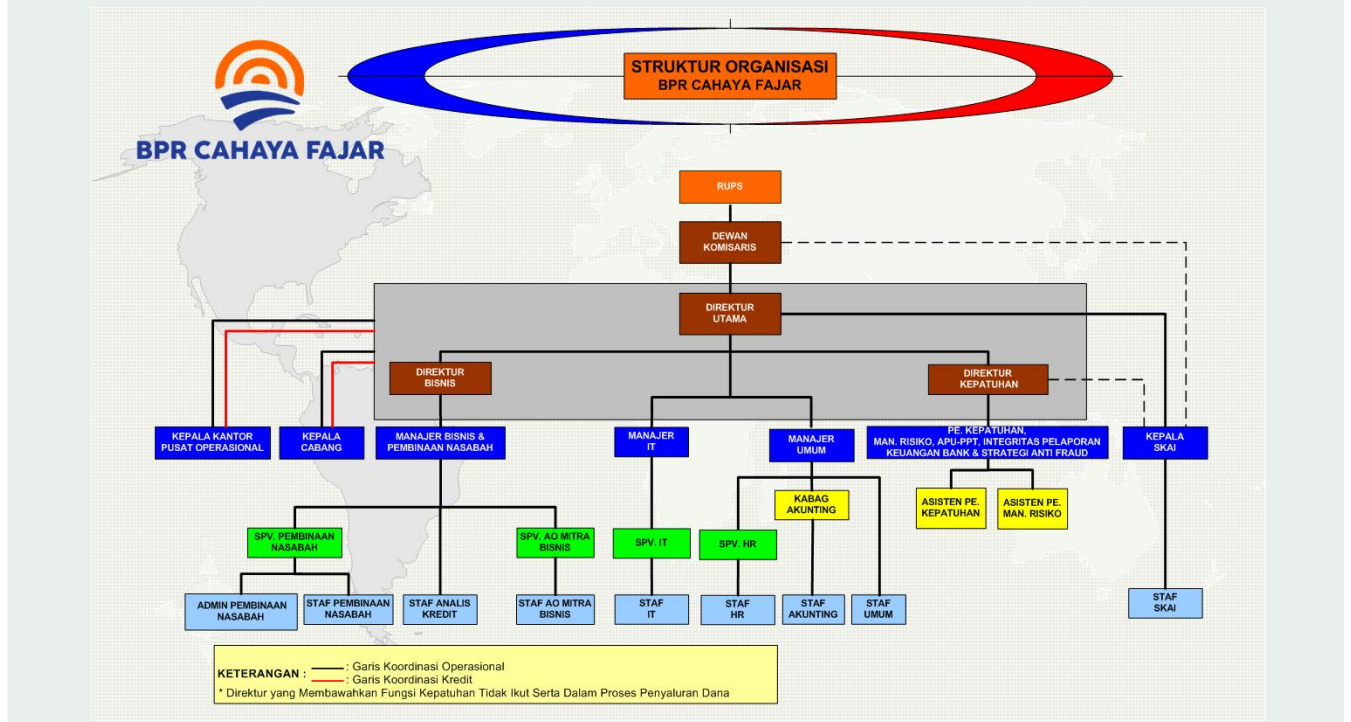 STRUKTUR ORGANISASI
BPR CAHAYA FAJAR
BPR CAHAYA FAJAR
RUPS
DEWAN
KOMISARIS
DIREKTUR
UTAMA
DIREKTUR
BISNIS
DIREKTUR
KEPATUHAN
KEPALA KANTOR
PUSAT OPERASIONAL
KEPALA
CABANG
MANAJER BISNIS &
PEMBINAAN NASABAH
MANAJER
IT
MANAJER
UMUM
PE. KEPATUHAN,
MAN. RISIKO, APU-PPT, INTEGRITAS PELAPORAN
KEUANGAN BANK & STRATEGI ANTI FRAUD
KEPALA
SKAI
KABAG
AKUNTING
ASISTEN PE.
KEPATUHAN
ASISTEN PE.
MAN. RISIKO
SPV. PEMBINAAN
NASABAH
SPV. AO MITRA
BISNIS
SPV. IT
SPV. HR
ADMIN PEMBINAAN
NASABAH
STAF PEMBINAAN
NASABAH
STAF ANALIS
KREDIT
STAF AO MITRA
BISNIS
STAF
IT
STAF
HR
STAF
AKUNTING
STAF
UMUM
STAF
SKAI
KETERANGAN :
: Garis Koordinasi Operasional
: Garis Koordinasi Kredit
* Direktur yang Membawahkan Fungsi Kepatuhan Tidak Ikut Serta Dalam Proses Penyaluran Dana